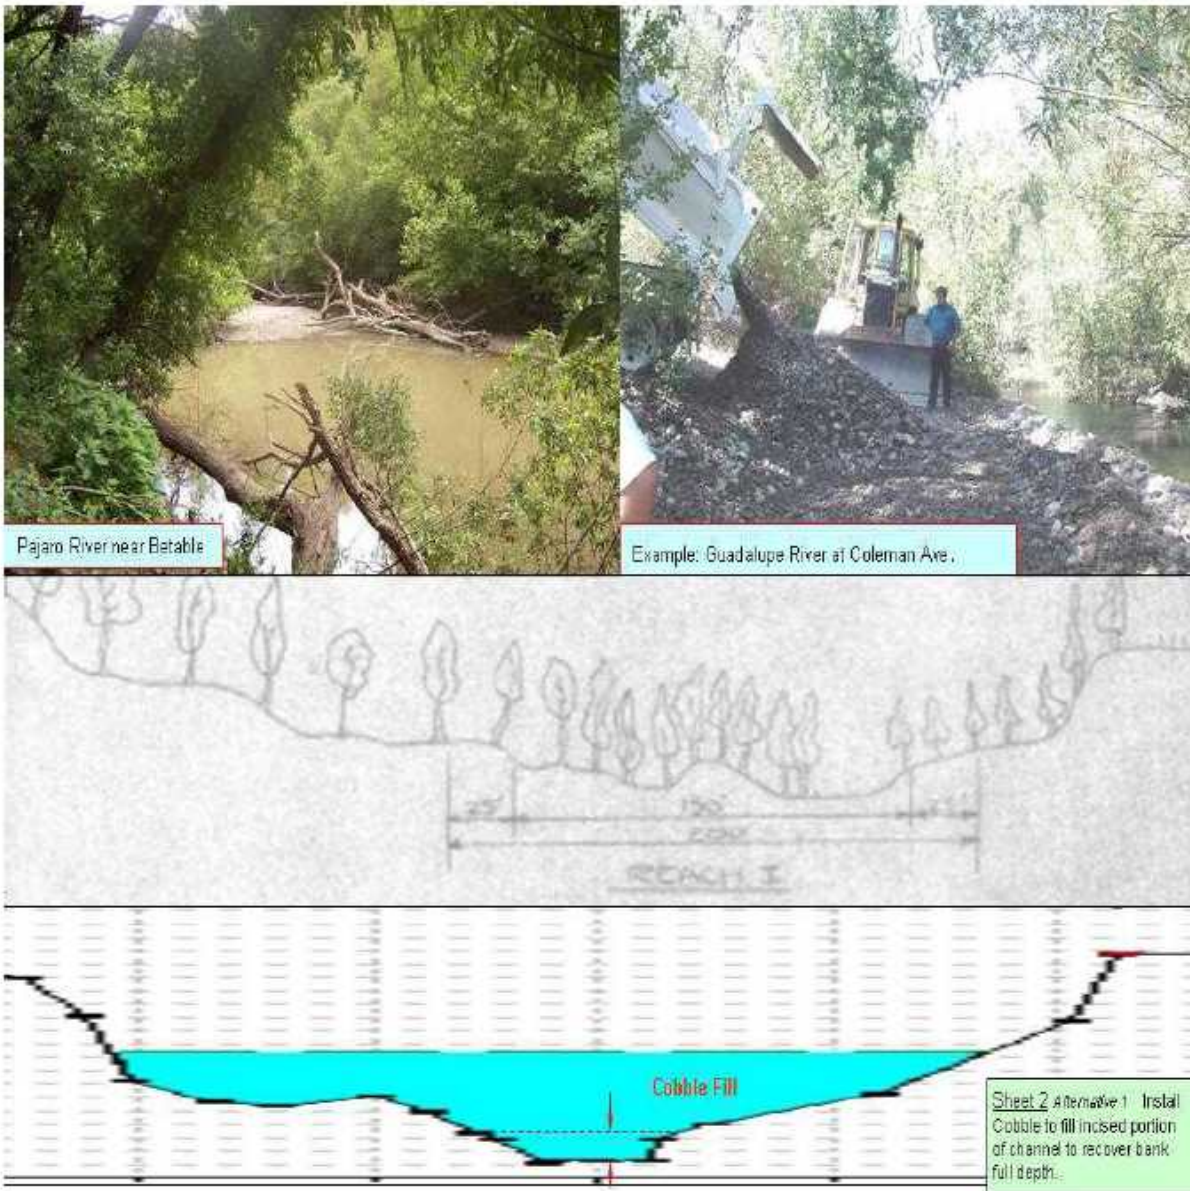 Pajaro River near Betable
Example: Guadalupe River at Coleman Ave.
25'
150'
REACH I
Cobble Fill
Sheet 2 Alternative 1 Install
Cobble to fill incised portion
of channel to recover bank
full depth.